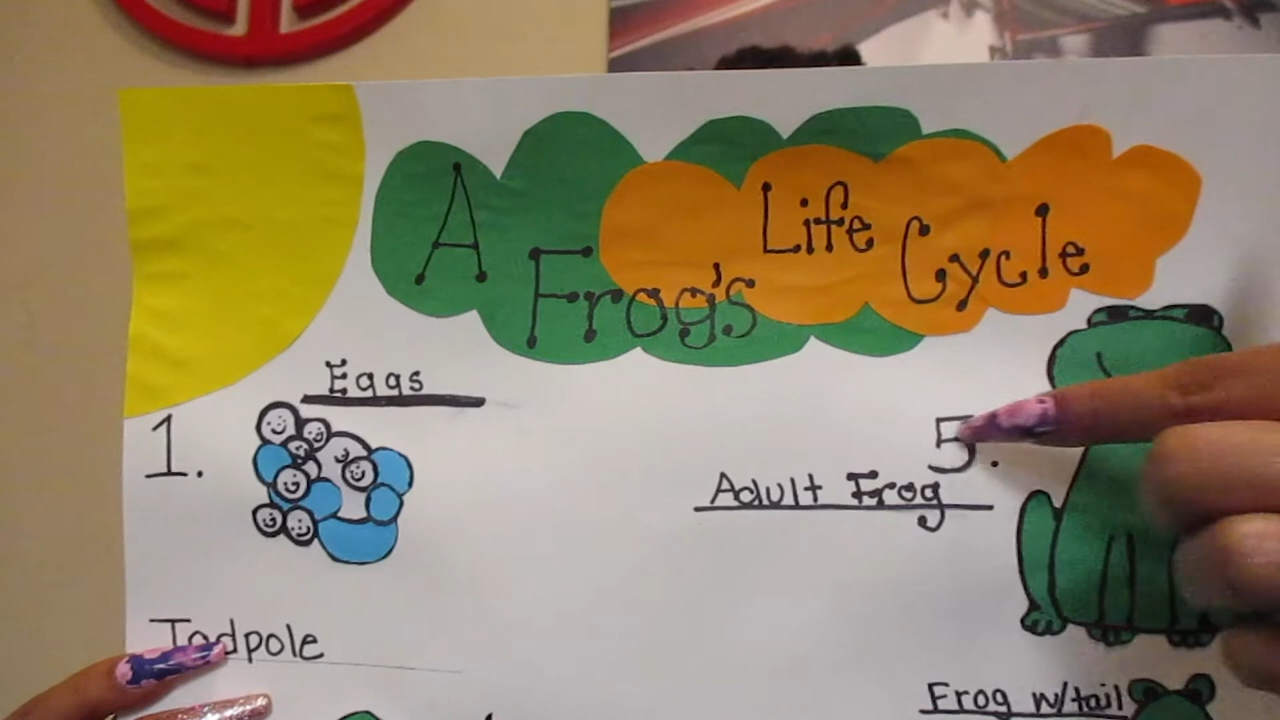 A
Frog's
Life
Cycle
Eggs
1.
5.
Adult Frog
Tadpole
Frog w/tail